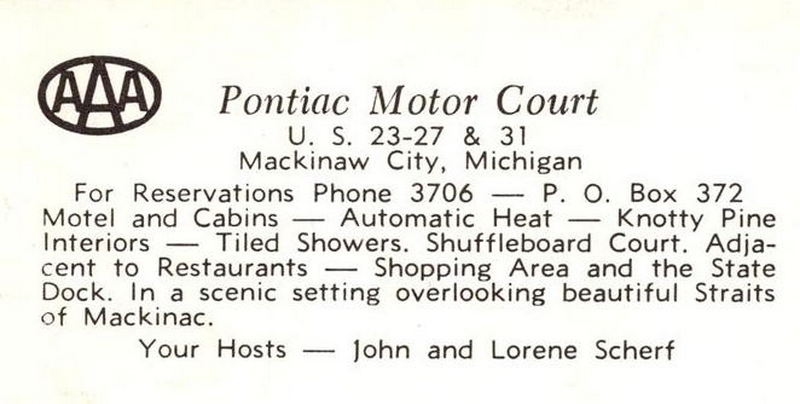 AAA
Pontiac Motor Court
U. S. 23-27 & 31
Mackinaw City, Michigan
For Reservations Phone 3706 — P. O. Box 372
Motel and Cabins — Automatic Heat — Knotty Pine
Interiors — Tiled Showers. Shuffleboard Court. Adja-
cent to Restaurants — Shopping Area and the State
Dock. In a scenic setting overlooking beautiful Straits
of Mackinac.
Your Hosts — John and Lorene Scherf